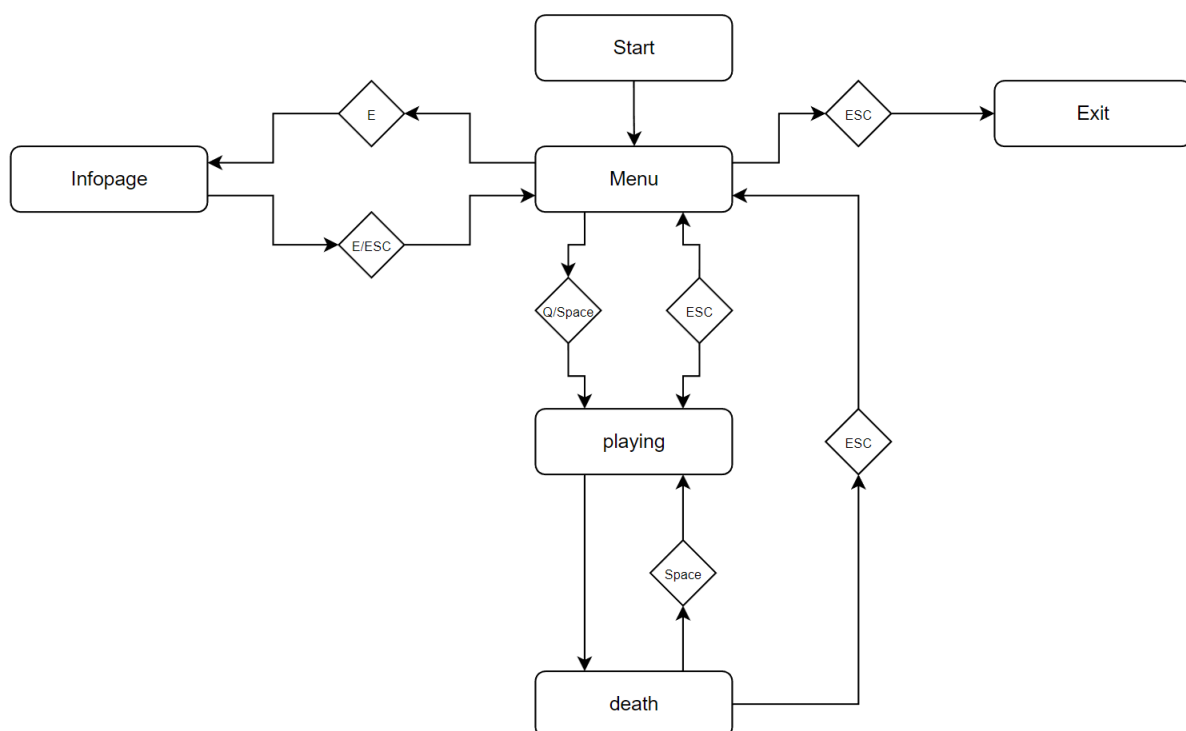 Start
E
ESC
Exit
Infopage
Menu
E/ESC
Q/Space
ESC
playing
ESC
Space
death